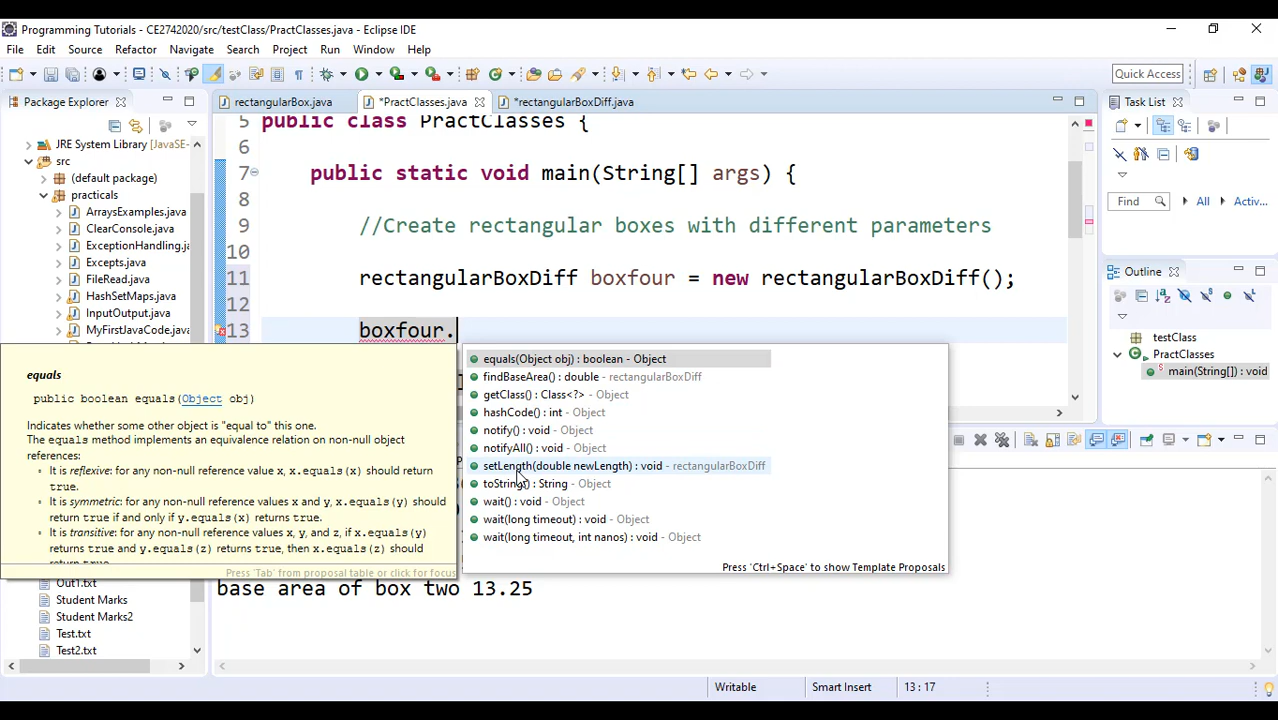 Programming Tutorials - CE2742020/src/testClass/PractClasses.java - Eclipse IDE
File Edit Source Refactor Navigate Search Project Run Window Help
Quick Access
Package Explorer
rectangularBox.java
*PractClasses.java
*rectangularBoxDiff.java
Task List
JRE System Library [JavaSE-
src
(default package)
practicals
ArraysExamples.java
ClearConsole.java
ExceptionHandling.ja
Excepts.java
FileRead.java
HashSetMaps.java
InputOutput.java
MyFirstJavaCode.java
5 public class PractClasses {
6
7 public static void main(String[] args) {
8
9 //Create rectangular boxes with different parameters
10
11 rectangularBoxDiff boxfour = new rectangularBoxDiff();
12
13 boxfour.
Find
All
Activ...
Outline
testClass
PractClasses
main(String[]) : void
equals
public boolean equals(Object obj)
Indicates whether some other object is "equal to" this one.
The equals method implements an equivalence relation on non-null object
references:
It is reflexive: for any non-null reference value x, x.equals(x) should return
true.
It is symmetric: for any non-null reference values x and y, x.equals(y)
should return true if and only if y.equals(x) returns true.
It is transitive: for any non-null reference values x, y, and z, if x.equals(y)
returns true and y.equals(z) returns true, then x.equals(z) should
Press 'Tab' from proposal table or click for focus
equals(Object obj) : boolean - Object
findBaseArea() : double - rectangularBoxDiff
getClass() : Class<?> - Object
hashCode() : int - Object
notify() : void - Object
notifyAll() : void - Object
setLength(double newLength) : void - rectangularBoxDiff
toString() : String - Object
wait() : void - Object
wait(long timeout) : void - Object
wait(long timeout, int nanos) : void - Object
Press 'Ctrl+Space' to show Template Proposals
Out1.txt
Student Marks
Student Marks2
Test.txt
Test2.txt
base area of box two 13.25
Writable
Smart Insert
13 : 17